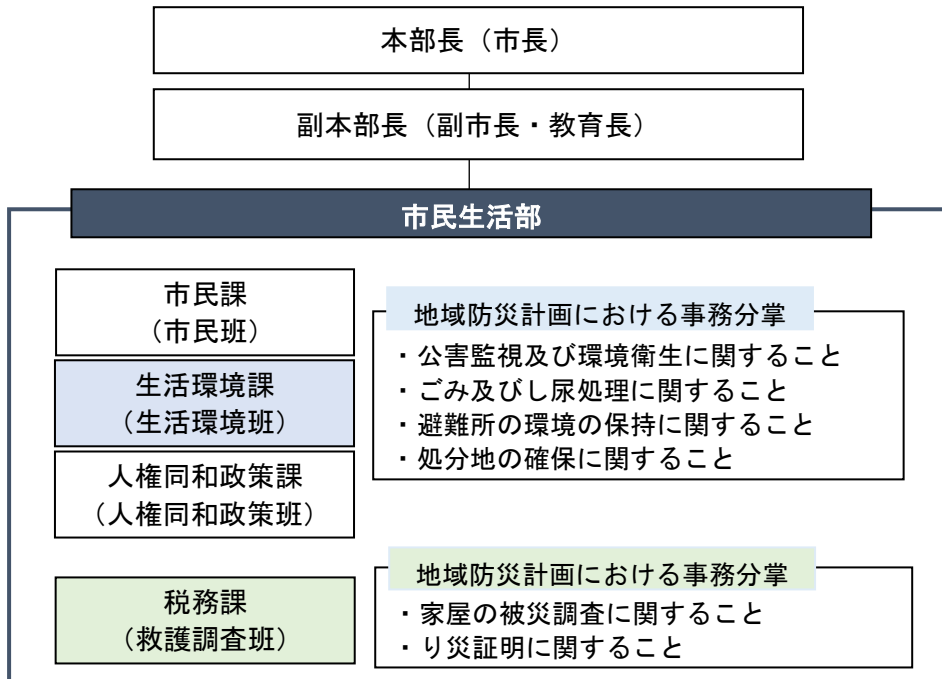 本部長（市長）
副本部長（副市長・教育長）
市民生活部
市民課
（市民班）
生活環境課
（生活環境班）
人権同和政策課
（人権同和政策班）
地域防災計画における事務分掌
・公害監視及び環境衛生に関すること
・ごみ及びし尿処理に関すること
・避難所の環境の保持に関すること
・処分地の確保に関すること
税務課
（救護調査班）
地域防災計画における事務分掌
・家屋の被災調査に関すること
・り災証明に関すること